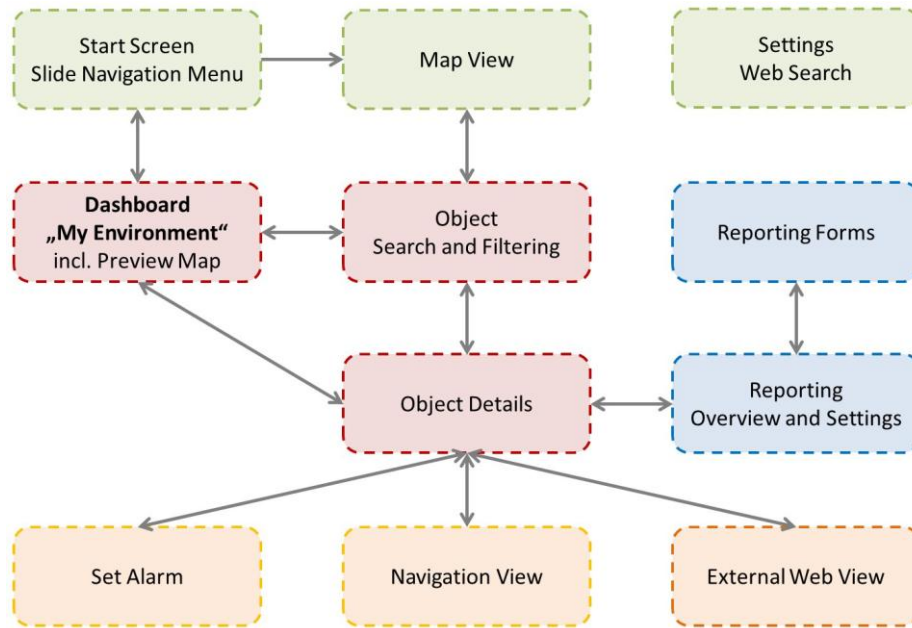 Start Screen
Slide Navigation Menu
Map View
Settings
Web Search
Dashboard
„My Environment“
incl. Preview Map
Object
Search and Filtering
Reporting Forms
Object Details
Reporting
Overview and Settings
Set Alarm
Navigation View
External Web View